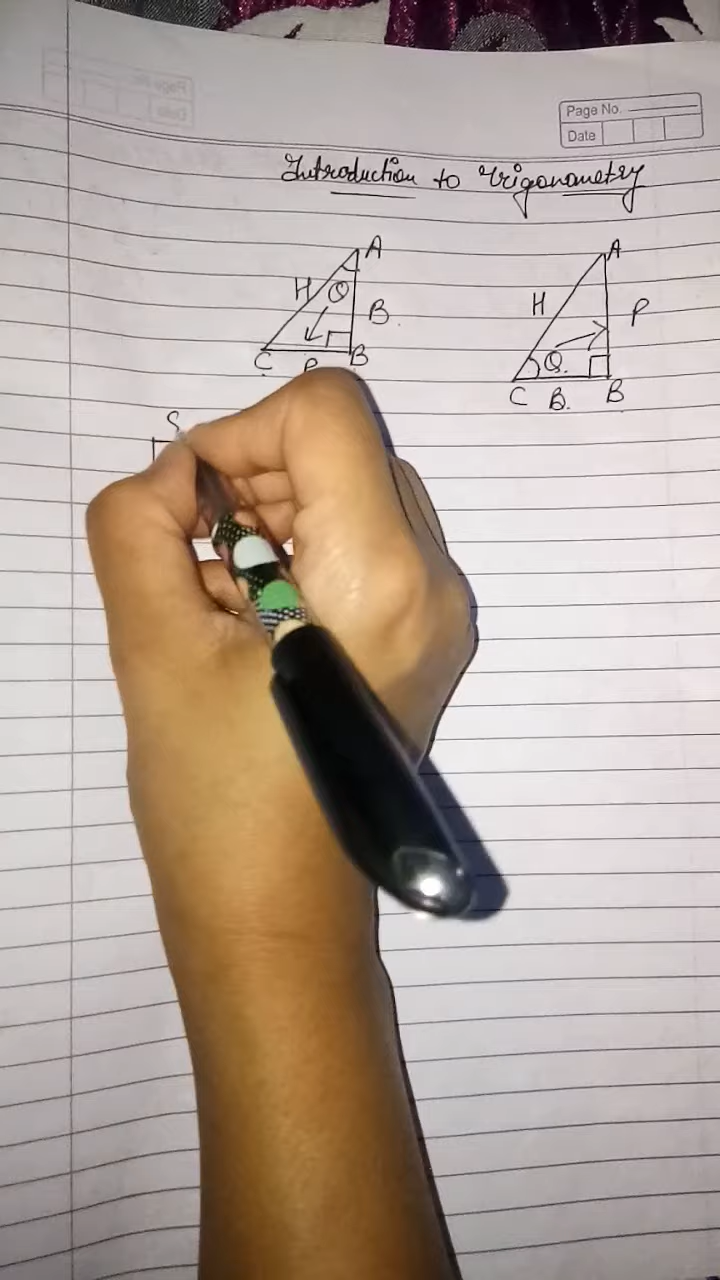 Page No.
Date
Introduction to Trigonometry
A A
H θ B H P
C P B θ
C B. B
S